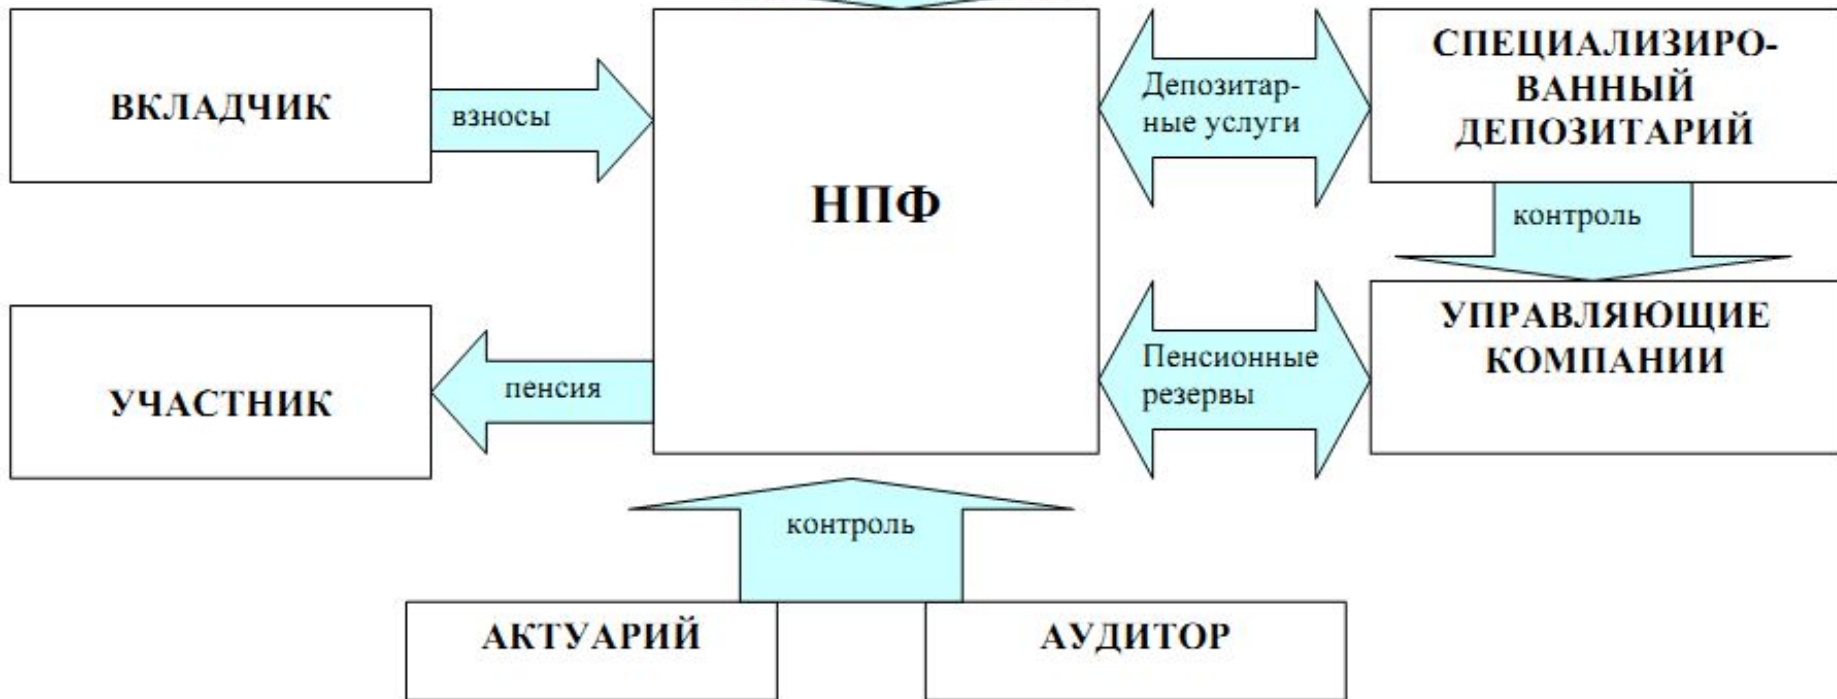 ВКЛАДЧИК
взносы
НПФ
Депозитар-
ные услуги
СПЕЦИАЛИЗИРО-
ВАННЫЙ
ДЕПОЗИТАРИЙ
контроль
УЧАСТНИК
пенсия
Пенсионные
резервы
УПРАВЛЯЮЩИЕ
КОМПАНИИ
контроль
АКТУАРИЙ
АУДИТОР